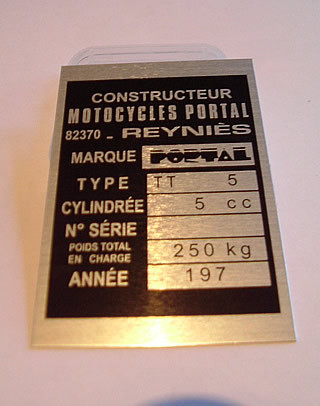 CONSTRUCTEUR
MOTOCYCLES PORTAL
82370 - REYNIÈS
MARQUE PORTAL
TYPE TT 5
CYLINDRÉE 5 cc
N° SÉRIE
POIDS TOTAL EN CHARGE 250 kg
ANNÉE 197